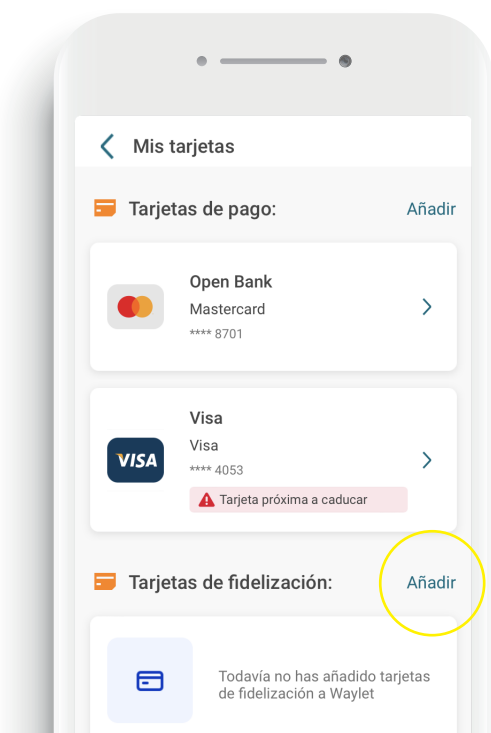 Mis tarjetas
Tarjetas de pago:
Añadir
Open Bank
Mastercard
**** 8701
VISA
Visa
Visa
**** 4053
Tarjeta próxima a caducar
Tarjetas de fidelización:
Añadir
Todavía no has añadido tarjetas
de fidelización a Waylet